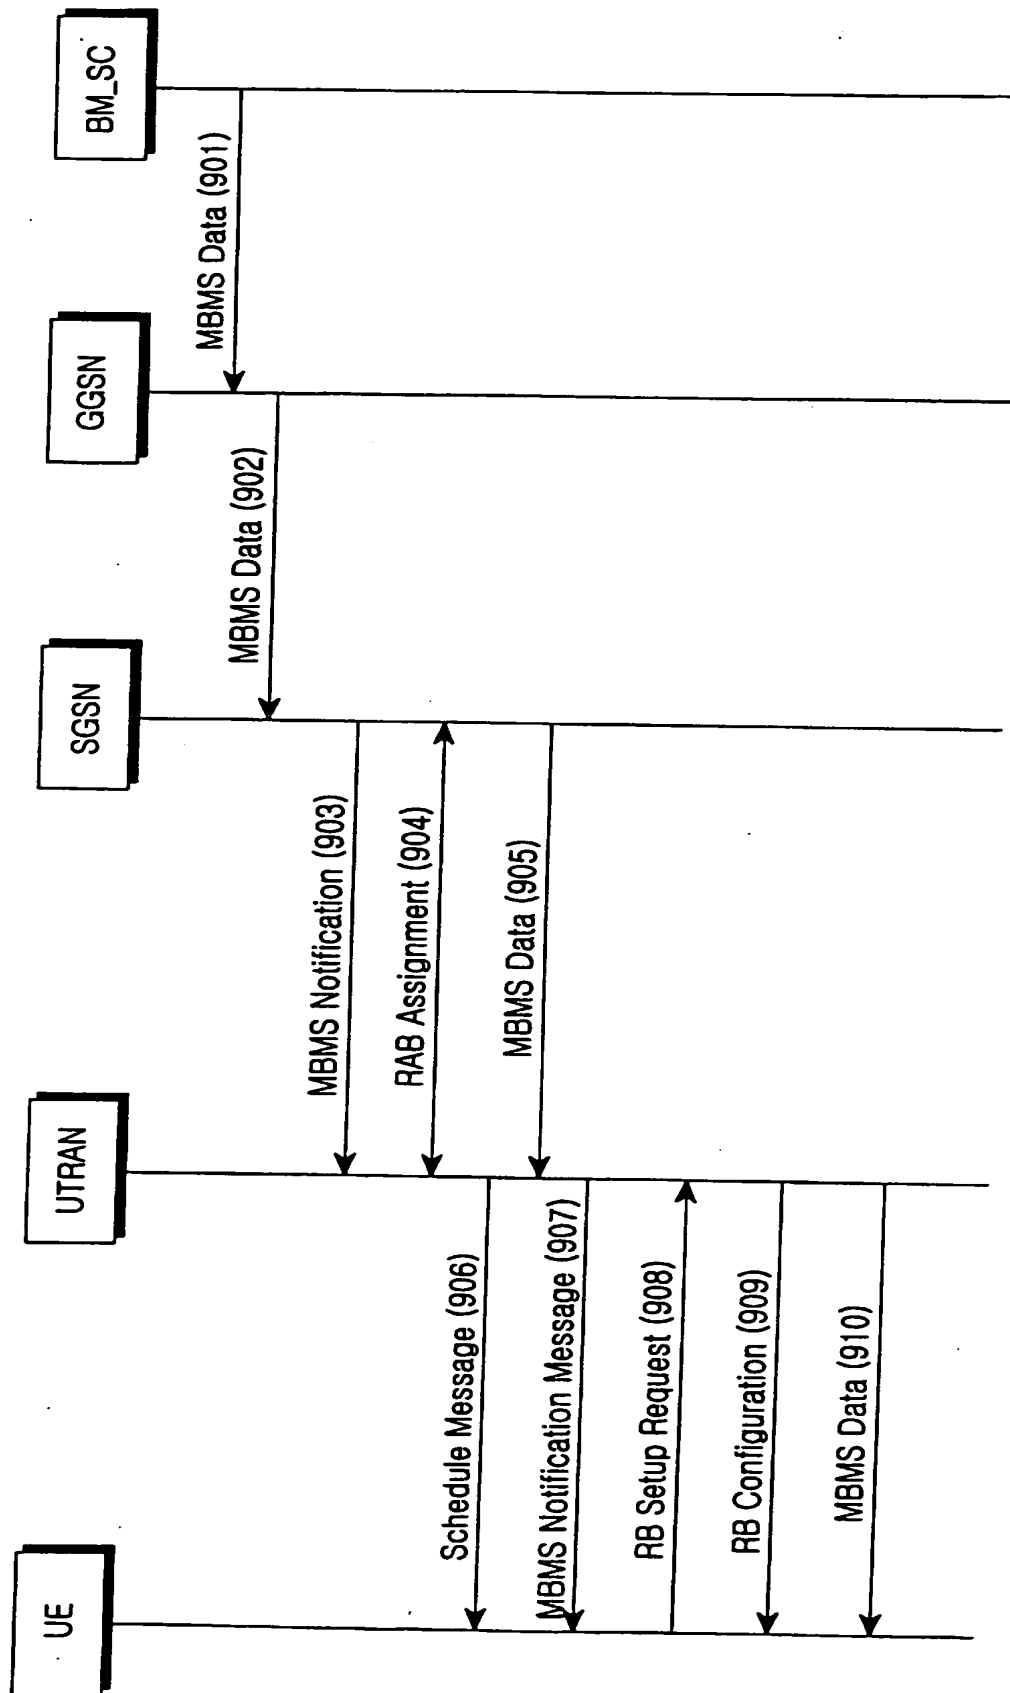 UE
UTRAN
SGSN
GGSN
BM_SC
MBMS Data (901)
MBMS Data (902)
MBMS Notification (903)
RAB Assignment (904)
MBMS Data (905)
Schedule Message (906)
MBMS Notification Message (907)
RB Setup Request (908)
RB Configuration (909)
MBMS Data (910)